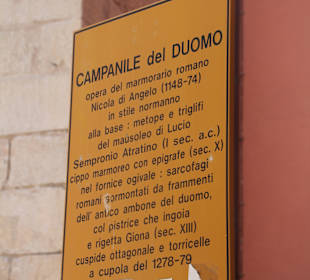 CAMPANILE del DUOMO
opera del marmorario romano
Nicola di Angelo (1148-74)
in stile normanno
alla base : metope e triglifi
del mausoleo di Lucio
Sempronio Atratino (I sec. a.c.)
cippo marmoreo con epigrafe (sec. X)
nel fornice ogivale : sarcofagi
romani sormontati da frammenti
dell' antico ambone del duomo,
col pistrice che ingoia
e rigetta Giona (sec. XIII)
cuspide ottagonale e torricelle
a cupola del 1278-79